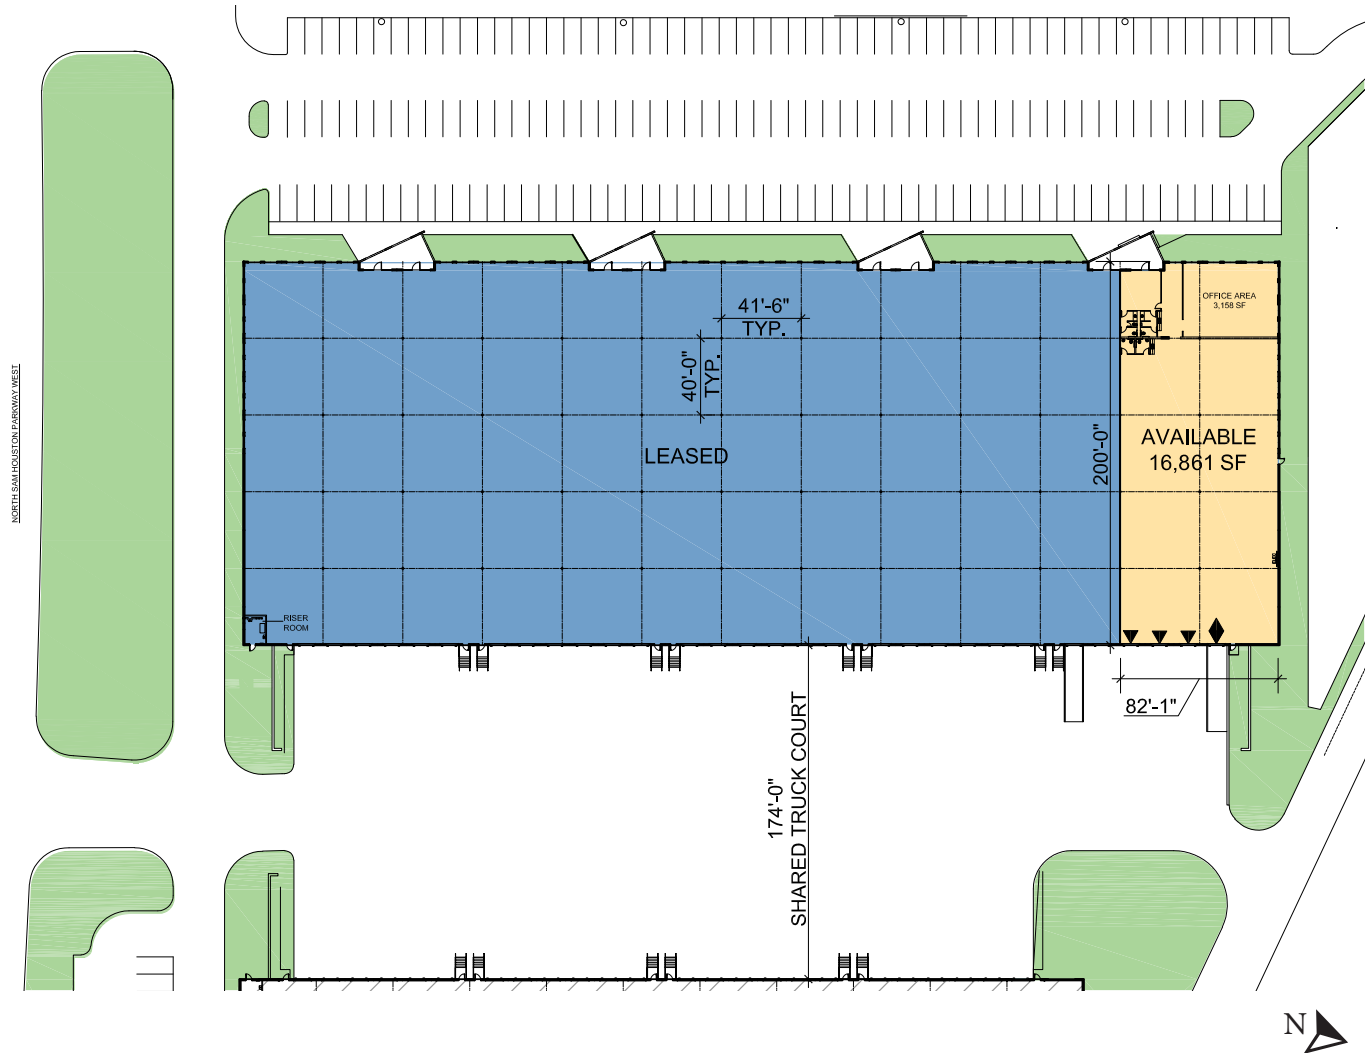 41'-6"
TYP.
OFFICE AREA
3,158 SF
40'-0"
TYP.
NORTH SAM HOUSTON PARKWAY WEST
LEASED
200'-0"
AVAILABLE
16,861 SF
RISER
ROOM
82'-1"
174'-0"
SHARED TRUCK COURT
N